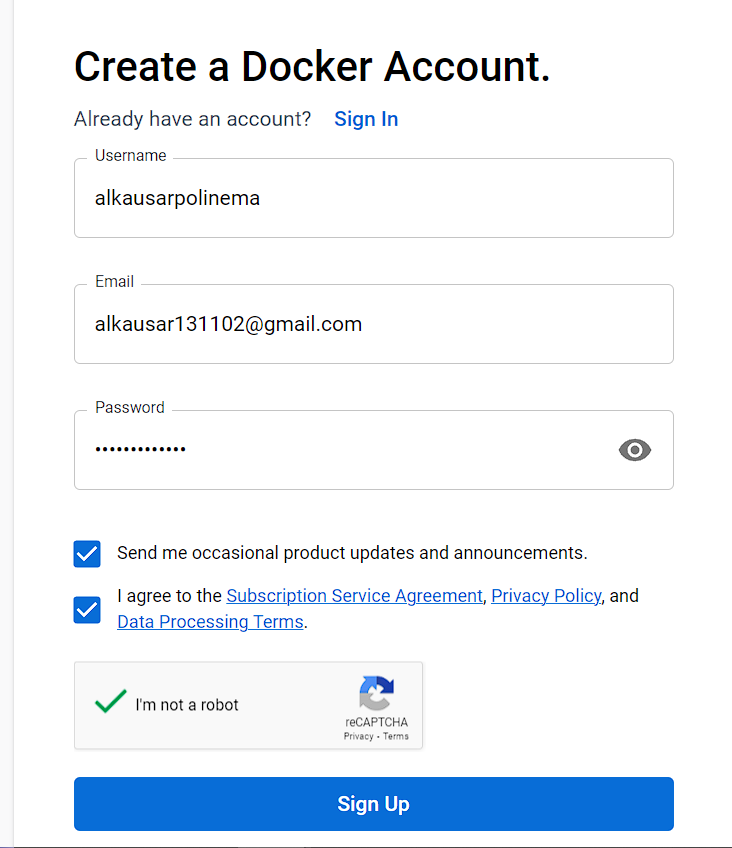 Create a Docker Account.
Already have an account? Sign In
Username
alkausarpolinema
Email
alkausar131102@gmail.com
Password
•••••••••••••
Send me occasional product updates and announcements.
I agree to the Subscription Service Agreement, Privacy Policy, and
Data Processing Terms.
I'm not a robot
reCAPTCHA
Privacy - Terms
Sign Up